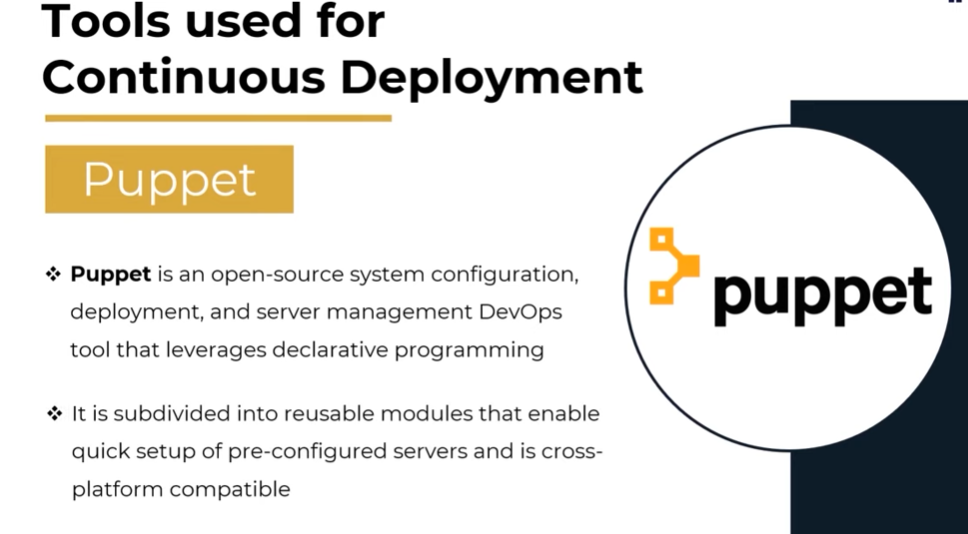 Tools used for
Continuous Deployment
Puppet
❖ Puppet is an open-source system configuration,
deployment, and server management DevOps
tool that leverages declarative programming
❖ It is subdivided into reusable modules that enable
quick setup of pre-configured servers and is cross-
platform compatible
puppet